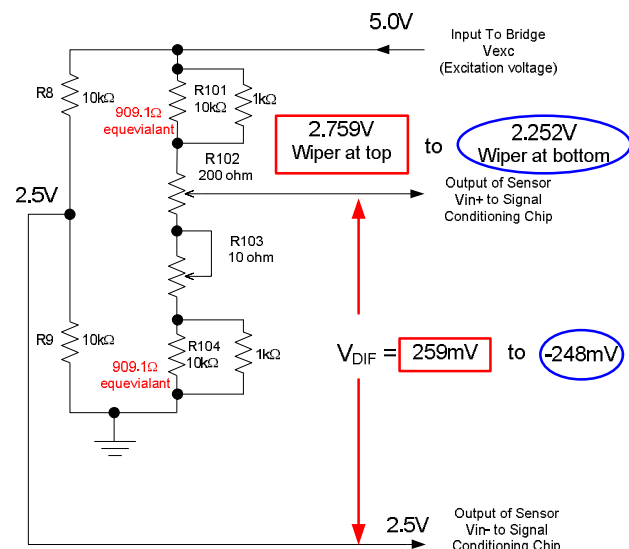 5.0V
Input To Bridge
Vexc
(Excitation voltage)
R8
10kΩ
R101
10kΩ
1kΩ
909.1Ω
equevialant
2.759V
Wiper at top
to
2.252V
Wiper at bottom
R102
200 ohm
2.5V
Output of Sensor
Vin+ to Signal
Conditioning Chip
R103
10 ohm
R9
10kΩ
R104
10kΩ
1kΩ
909.1Ω
equevialant
VDIF = 259mV to -248mV
2.5V
Output of Sensor
Vin- to Signal
Conditioning Chip